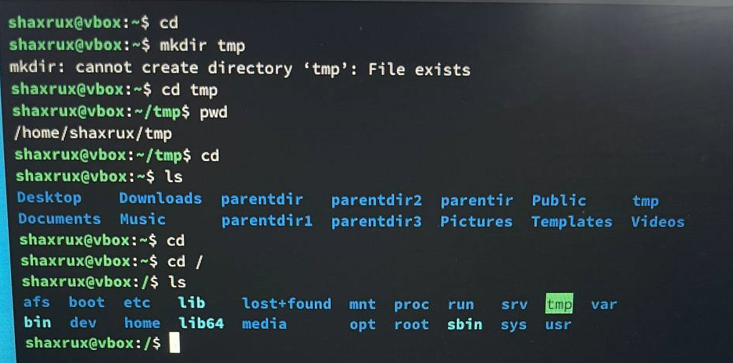 shaxrux@vbox:~$ cd
shaxrux@vbox:~$ mkdir tmp
mkdir: cannot create directory ‘tmp’: File exists
shaxrux@vbox:~$ cd tmp
shaxrux@vbox:~/tmp$ pwd
/home/shaxrux/tmp
shaxrux@vbox:~/tmp$ cd
shaxrux@vbox:~$ ls
Desktop Downloads parentdir parentdir2 parentir Public tmp
Documents Music parentdir1 parentdir3 Pictures Templates Videos
shaxrux@vbox:~$ cd
shaxrux@vbox:~$ cd /
shaxrux@vbox:/$ ls
afs boot etc lib lost+found mnt proc run srv tmp var
bin dev home lib64 media opt root sbin sys usr
shaxrux@vbox:/$